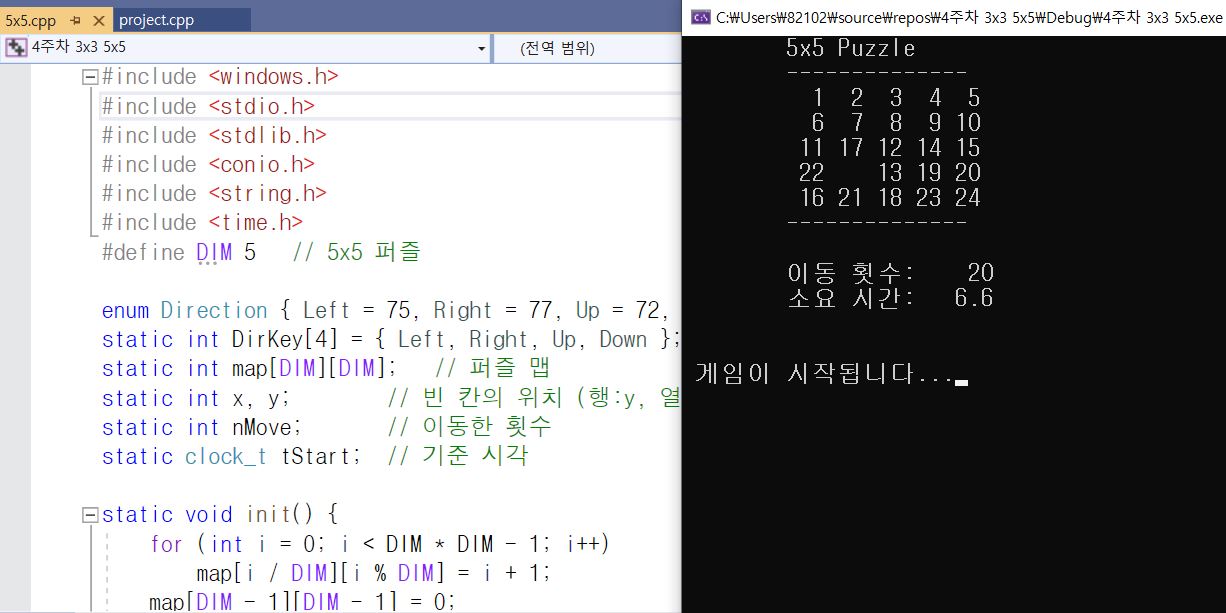 5x5.cpp
project.cpp
4주차 3x3 5x5
(전역 범위)
#include <windows.h>
#include <stdio.h>
#include <stdlib.h>
#include <conio.h>
#include <string.h>
#include <time.h>
#define DIM 5 // 5x5 퍼즐
enum Direction { Left = 75, Right = 77, Up = 72,
static int DirKey[4] = { Left, Right, Up, Down };
static int map[DIM][DIM]; // 퍼즐 맵
static int x, y; // 빈 칸의 위치 (행:y, 열
static int nMove; // 이동한 횟수
static clock_t tStart; // 기준 시각
static void init() {
for (int i = 0; i < DIM * DIM - 1; i++)
map[i / DIM][i % DIM] = i + 1;
map[DIM - 1][DIM - 1] = 0;
C:₩Users₩82102₩source₩repos₩4주차 3x3 5x5₩Debug₩4주차 3x3 5x5.exe
5x5 Puzzle
--------------
1 2 3 4 5
6 7 8 9 10
11 17 12 14 15
22 13 19 20
16 21 18 23 24
--------------
이동 횟수: 20
소요 시간: 6.6
게임이 시작됩니다...